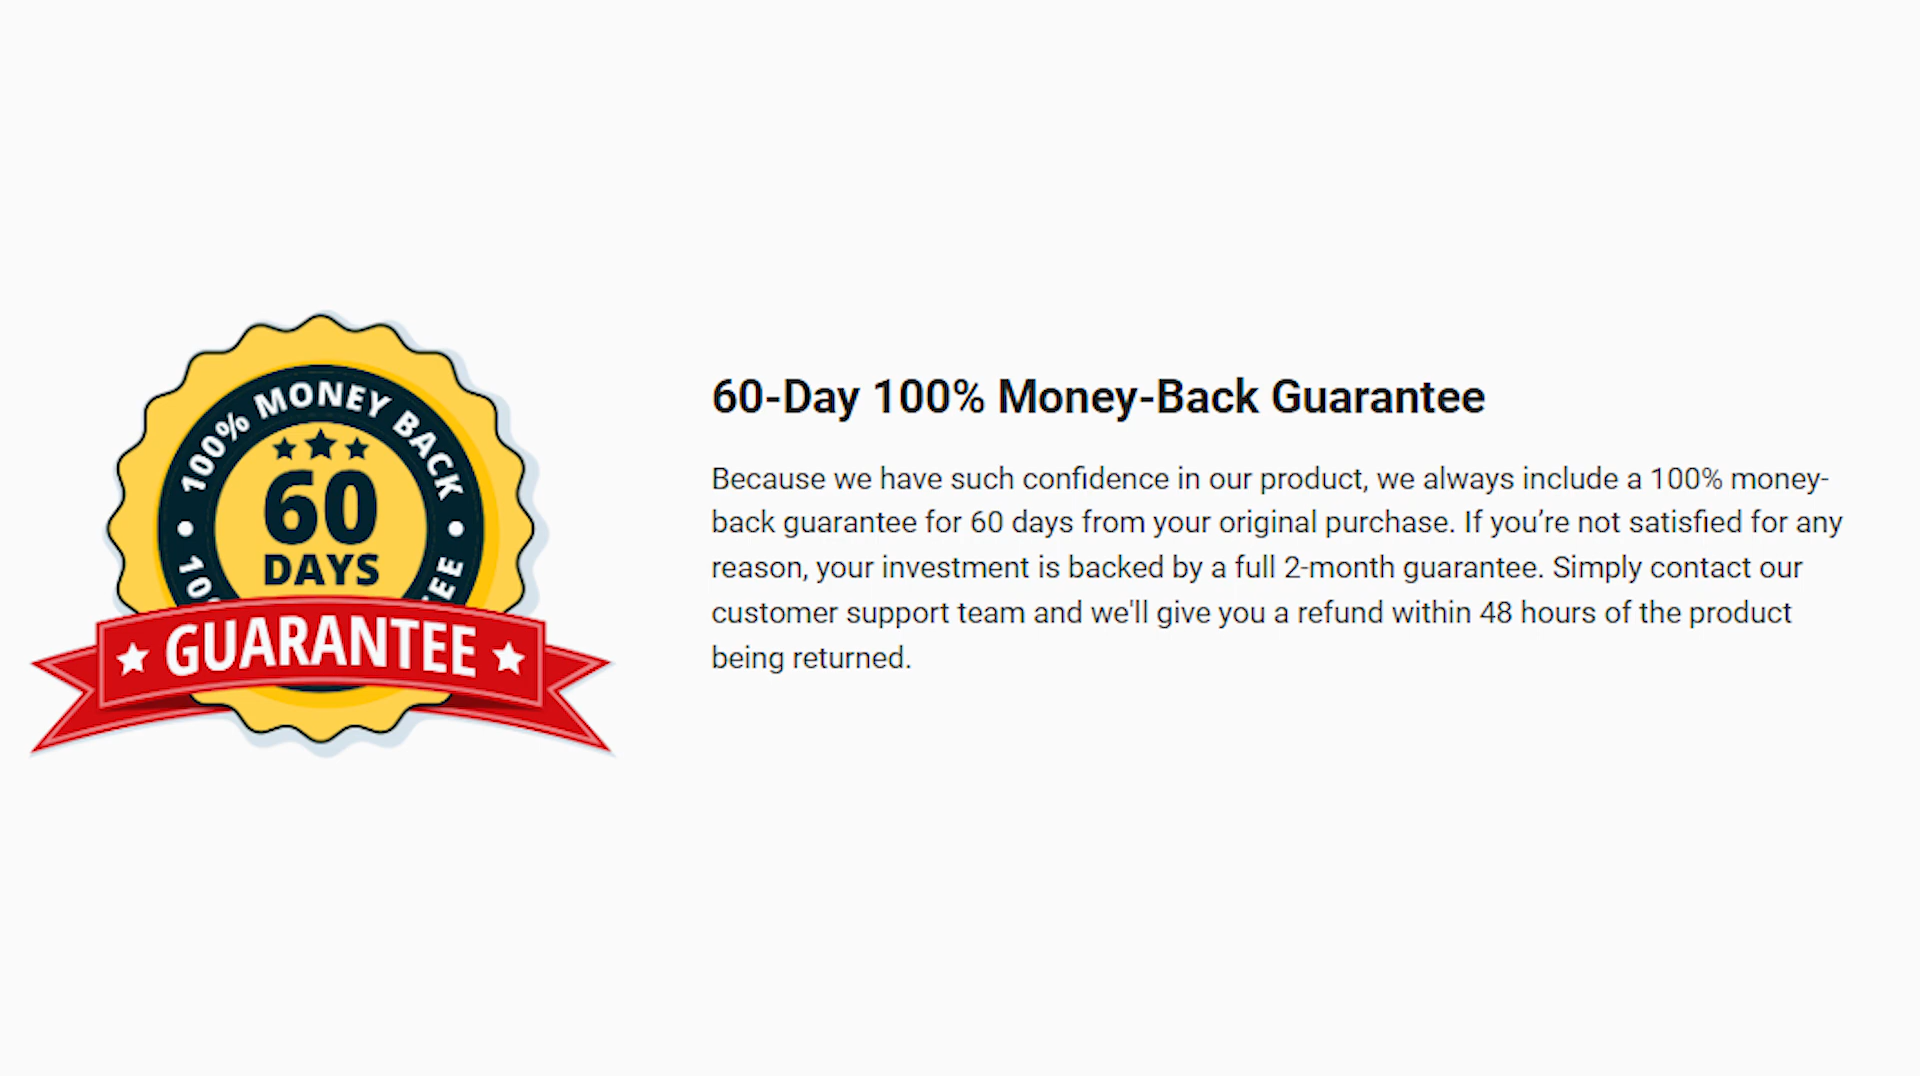 100% MONEY BACK
60
DAYS
GUARANTEE
60-Day 100% Money-Back Guarantee
Because we have such confidence in our product, we always include a 100% money-
back guarantee for 60 days from your original purchase. If you’re not satisfied for any
reason, your investment is backed by a full 2-month guarantee. Simply contact our
customer support team and we'll give you a refund within 48 hours of the product
being returned.